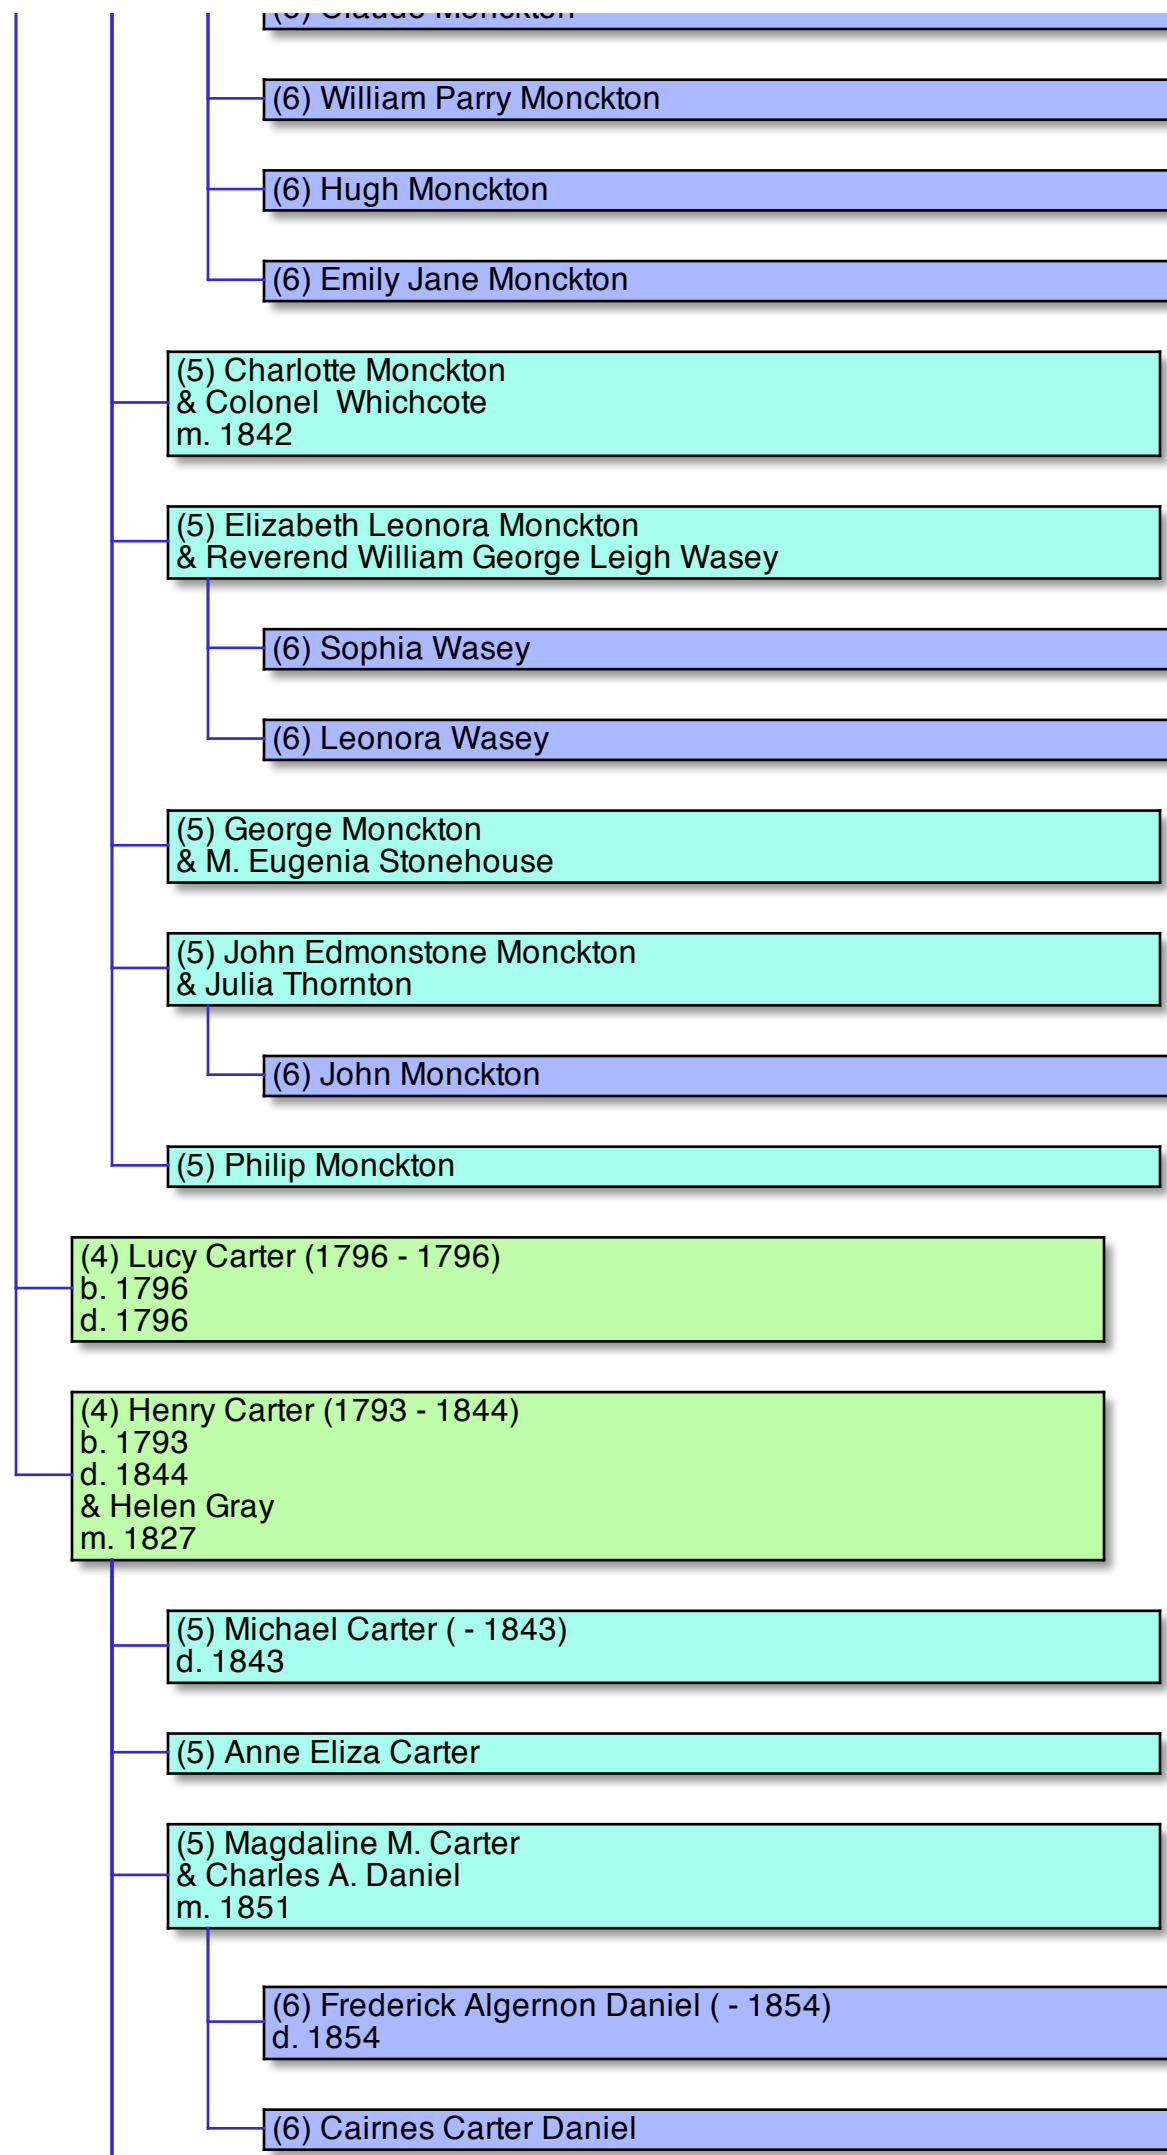 (6) Claude Monckton
(6) William Parry Monckton
(6) Hugh Monckton
(6) Emily Jane Monckton
(5) Charlotte Monckton
& Colonel  Whichcote
m. 1842
(5) Elizabeth Leonora Monckton
& Reverend William George Leigh Wasey
(6) Sophia Wasey
(6) Leonora Wasey
(5) George Monckton
& M. Eugenia Stonehouse
(5) John Edmonstone Monckton
& Julia Thornton
(6) John Monckton
(5) Philip Monckton
(4) Lucy Carter (1796 - 1796)
b. 1796
d. 1796
(4) Henry Carter (1793 - 1844)
b. 1793
d. 1844
& Helen Gray
m. 1827
(5) Michael Carter ( - 1843)
d. 1843
(5) Anne Eliza Carter
(5) Magdaline M. Carter
& Charles A. Daniel
m. 1851
(6) Frederick Algernon Daniel ( - 1854)
d. 1854
(6) Cairnes Carter Daniel